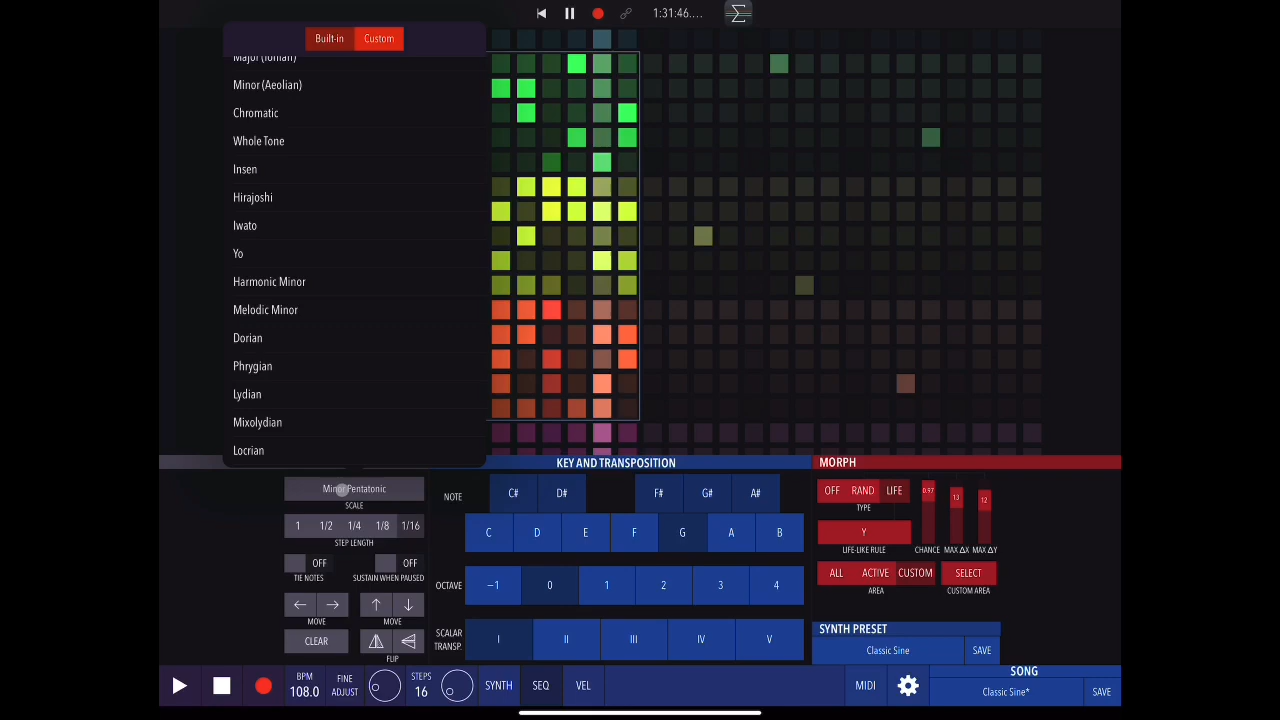 1:31:46....
Built-in Custom
Major (Ionian)
Minor (Aeolian)
Chromatic
Whole Tone
Insen
Hirajoshi
Iwato
Yo
Harmonic Minor
Melodic Minor
Dorian
Phrygian
Lydian
Mixolydian
Locrian
Minor Pentatonic
SCALE
1 1/2 1/4 1/8 1/16
STEP LENGTH
OFF OFF
TIE NOTES SUSTAIN WHEN PAUSED
MOVE MOVE
CLEAR
FLIP
KEY AND TRANSPOSITION
NOTE C# D# F# G# A#
C D E F G A B
OCTAVE −1 0 1 2 3 4
SCALAR TRANSP. I II III IV V
MORPH
OFF RAND LIFE
TYPE
0.97 13 12
Y
LIFE-LIKE RULE CHANCE MAX ΔX MAX ΔY
ALL ACTIVE CUSTOM SELECT
AREA CUSTOM AREA
SYNTH PRESET
Classic Sine SAVE
BPM
108.0
FINE
ADJUST
STEPS
16
SYNTH SEQ VEL
MIDI
SONG
Classic Sine* SAVE